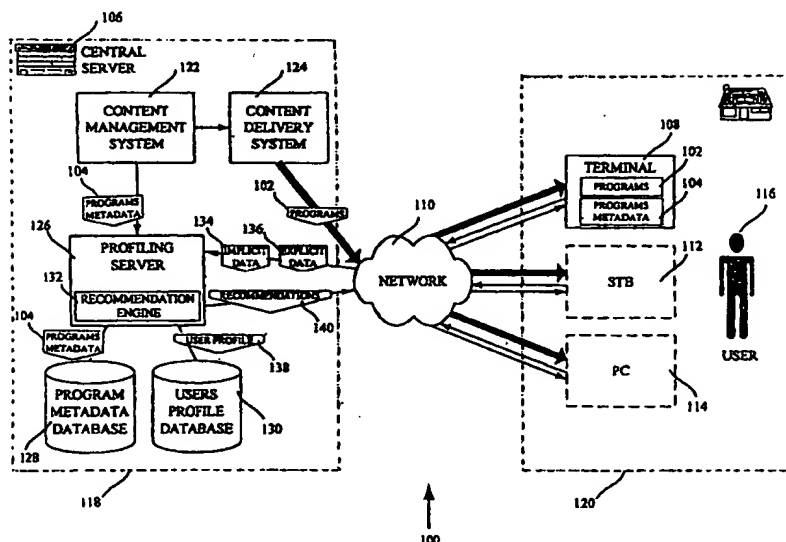 106
CENTRAL
SERVER
122
124
CONTENT
MANAGEMENT
SYSTEM
CONTENT
DELIVERY
SYSTEM
104
PROGRAMS
METADATA
102
PROGRAMS
134
136
IMPLICIT
DATA
EXPLICIT
DATA
126
PROFILING
SERVER
132
RECOMMENDATION
ENGINE
RECOMMENDATIONS
140
104
PROGRAMS
METADATA
USER PROFILE
138
PROGRAM
METADATA
DATABASE
128
USERS
PROFILE
DATABASE
130
118
110
NETWORK
108
TERMINAL
102
PROGRAMS
104
PROGRAMS
METADATA
112
STB
PC
114
116
USER
120
100